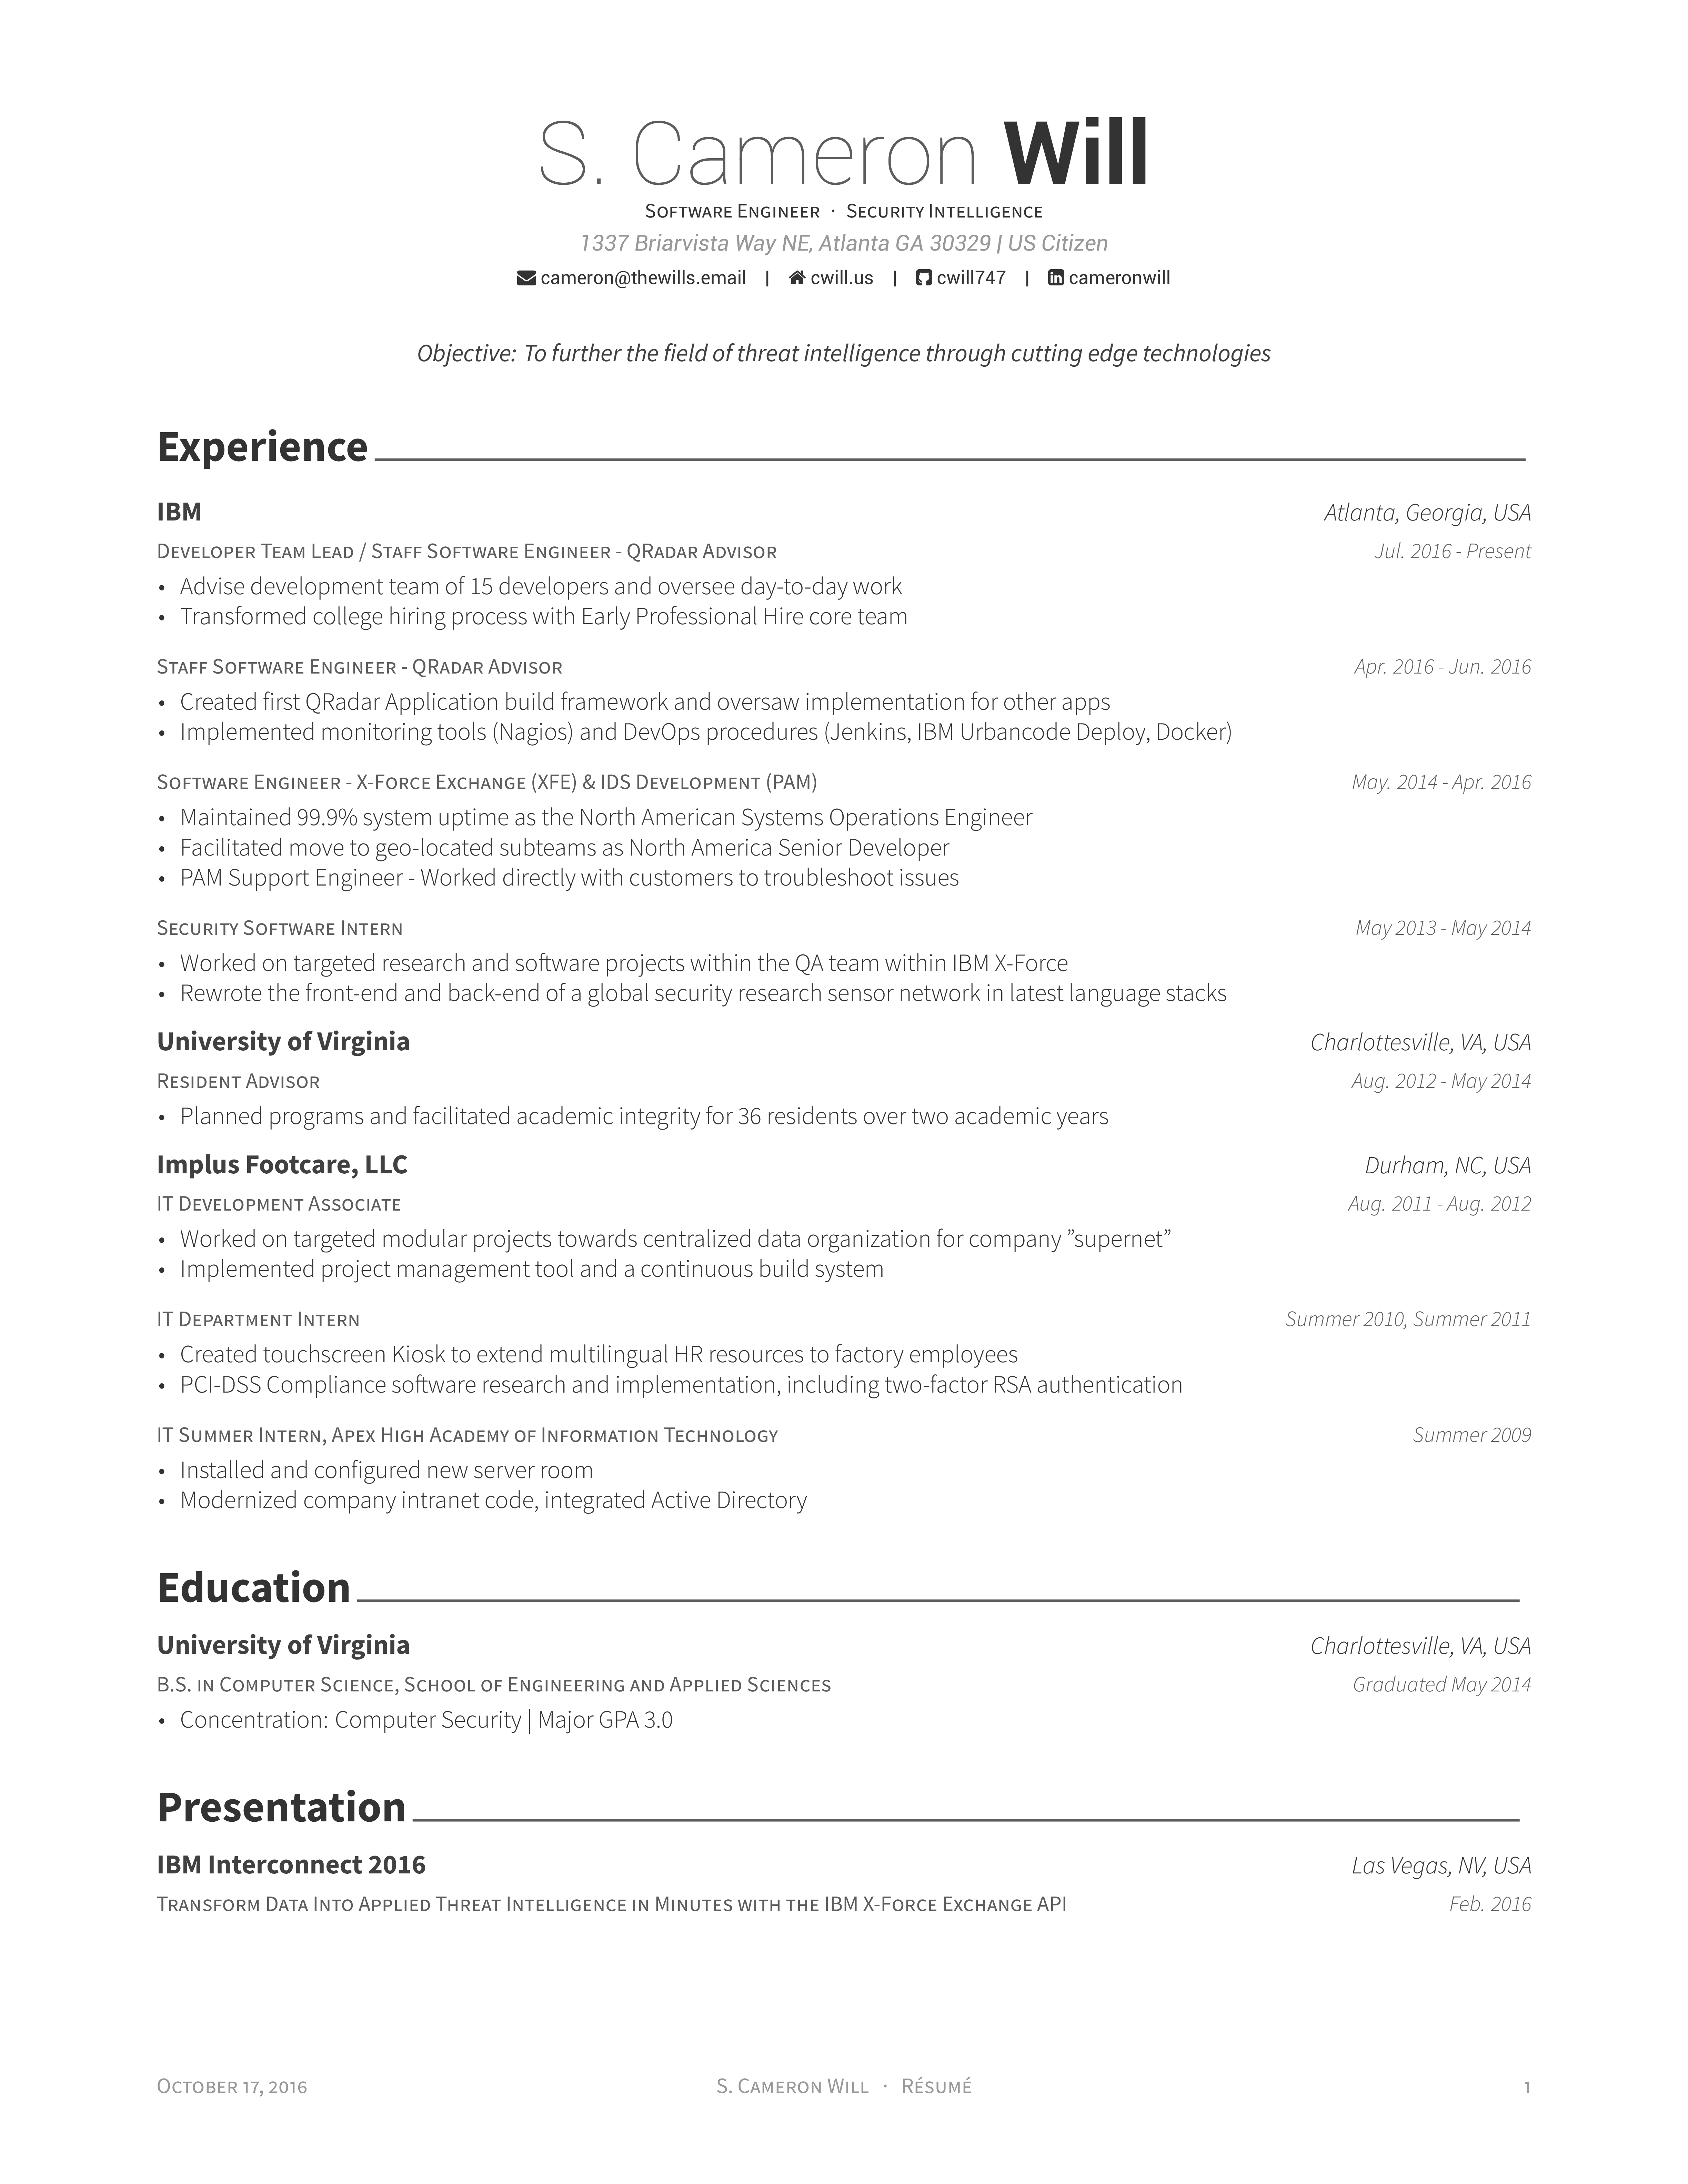 S. Cameron Will
Software Engineer · Security Intelligence
1337 Briarvista Way NE, Atlanta GA 30329 | US Citizen
cameron@thewills.email | cwill.us | cwill747 | cameronwill
Objective: To further the field of threat intelligence through cutting edge technologies
Experience
IBM Atlanta, Georgia, USA
Developer Team Lead / Staff Software Engineer - QRadar Advisor Jul. 2016 - Present
• Advise development team of 15 developers and oversee day-to-day work
• Transformed college hiring process with Early Professional Hire core team
Staff Software Engineer - QRadar Advisor Apr. 2016 - Jun. 2016
• Created first QRadar Application build framework and oversaw implementation for other apps
• Implemented monitoring tools (Nagios) and DevOps procedures (Jenkins, IBM Urbancode Deploy, Docker)
Software Engineer - X-Force Exchange (XFE) & IDS Development (PAM) May. 2014 - Apr. 2016
• Maintained 99.9% system uptime as the North American Systems Operations Engineer
• Facilitated move to geo-located subteams as North America Senior Developer
• PAM Support Engineer - Worked directly with customers to troubleshoot issues
Security Software Intern May 2013 - May 2014
• Worked on targeted research and software projects within the QA team within IBM X-Force
• Rewrote the front-end and back-end of a global security research sensor network in latest language stacks
University of Virginia Charlottesville, VA, USA
Resident Advisor Aug. 2012 - May 2014
• Planned programs and facilitated academic integrity for 36 residents over two academic years
Implus Footcare, LLC Durham, NC, USA
IT Development Associate Aug. 2011 - Aug. 2012
• Worked on targeted modular projects towards centralized data organization for company ”supernet”
• Implemented project management tool and a continuous build system
IT Department Intern Summer 2010, Summer 2011
• Created touchscreen Kiosk to extend multilingual HR resources to factory employees
• PCI-DSS Compliance software research and implementation, including two-factor RSA authentication
IT Summer Intern, Apex High Academy of Information Technology Summer 2009
• Installed and configured new server room
• Modernized company intranet code, integrated Active Directory
Education
University of Virginia Charlottesville, VA, USA
B.S. in Computer Science, School of Engineering and Applied Sciences Graduated May 2014
• Concentration: Computer Security | Major GPA 3.0
Presentation
IBM Interconnect 2016 Las Vegas, NV, USA
Transform Data Into Applied Threat Intelligence in Minutes with the IBM X-Force Exchange API Feb. 2016
October 17, 2016 S. Cameron Will · Résumé 1